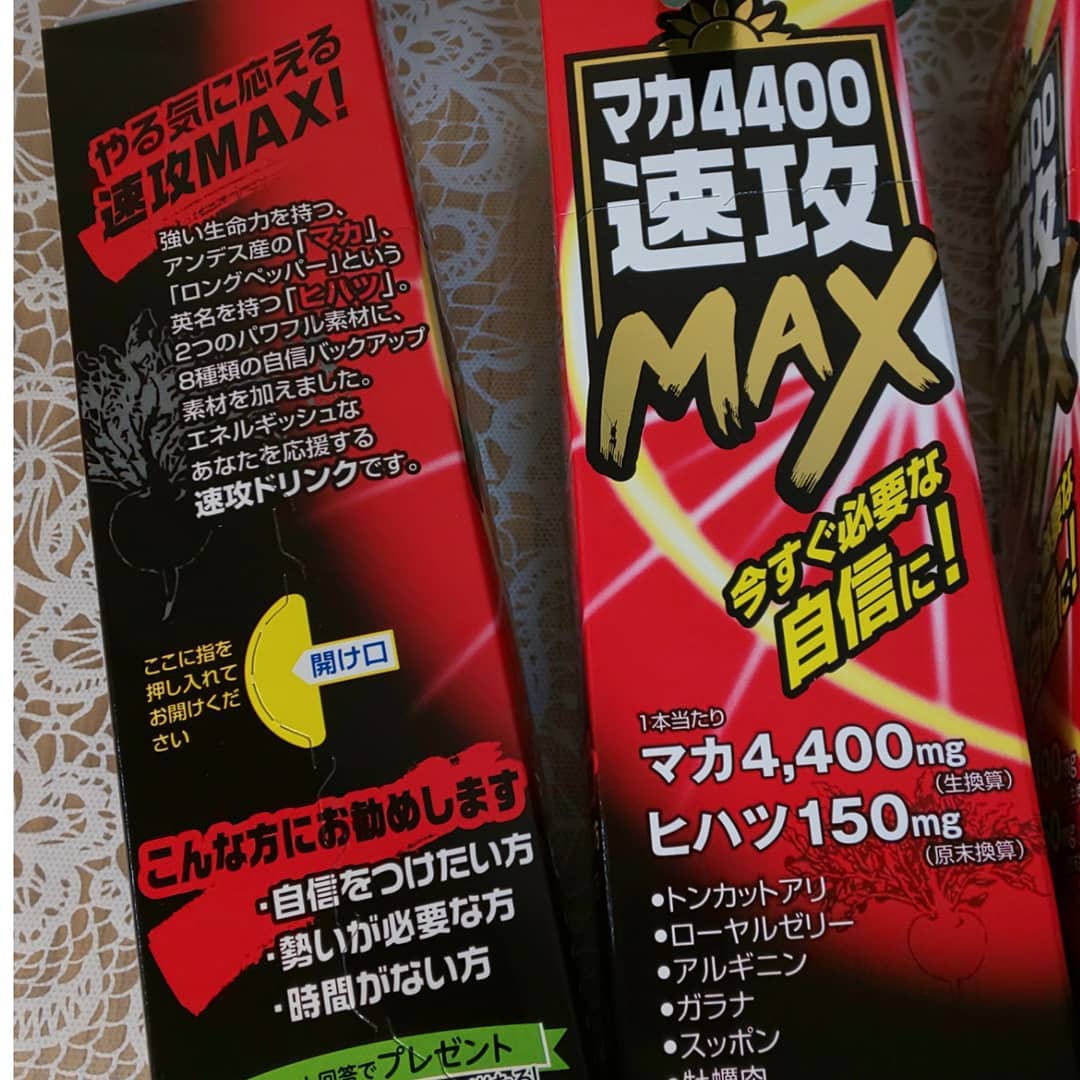 やる気に応える
速攻MAX!
強い生命力を持つ、
アンデス産の「マカ」、
「ロングペッパー」という
英名を持つ「ヒハツ」。
2つのパワフル素材に、
8種類の自信バックアップ
素材を加えました。
エネルギッシュな
あなたを応援する
速攻ドリンクです。
ここに指を
押し入れて
お開けくだ
さい
開け口
こんな方にお勧めします
・自信をつけたい方
・勢いが必要な方
・時間がない方
回答でプレゼント
マカ4400
速攻
MAX
今すぐ必要な
自信に!
1本当たり
マカ4,400mg
(生換算)
ヒハツ150mg
(原末換算)
●トンカットアリ
●ローヤルゼリー
●アルギニン
●ガラナ
●スッポン
●牡蠣肉
4400
攻